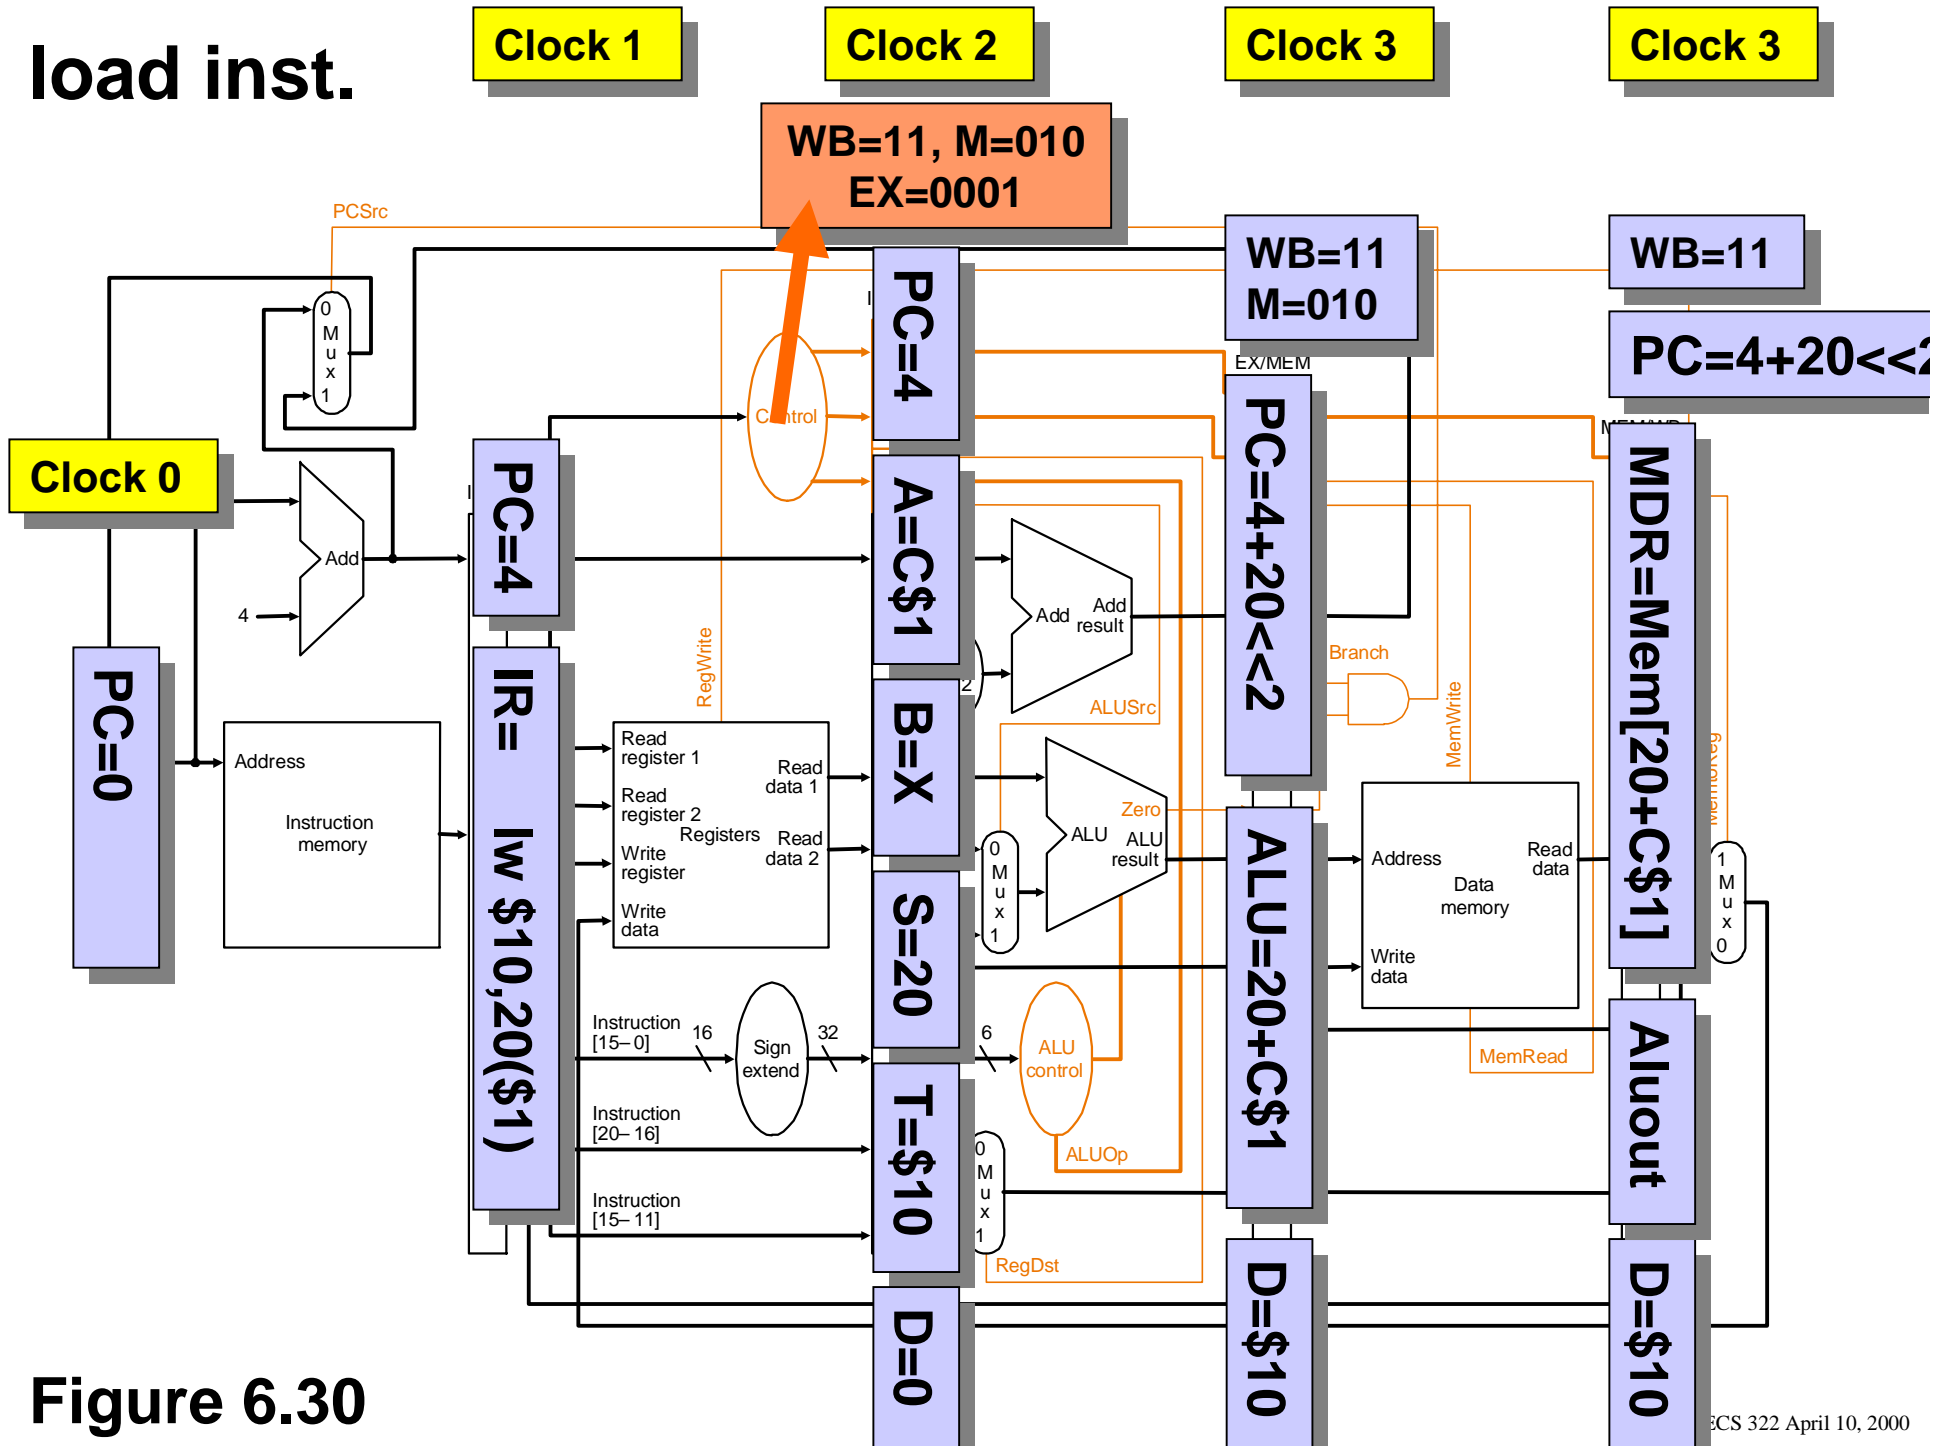 load inst.
Clock 1
Clock 2
Clock 3
Clock 3
WB=11, M=010
EX=0001
PCSrc
WB=11
M=010
WB=11
PC=4+20<<2
0
M
u
x
1
Control
EX/MEM
Clock 0
PC=0
4
Add
Address
Instruction
memory
PC=4
IR=
lw $10,20($1)
RegWrite
Read
register 1
Read
register 2
Write
register
Write
data
Registers
Read
data 1
Read
data 2
Instruction
[15–0]
16
Sign
extend
32
Instruction
[20–16]
Instruction
[15–11]
PC=4
A=C$1
B=X
S=20
T=$10
D=0
2
Add
Add
result
ALUSrc
Zero
ALU
ALU
result
0
M
u
x
1
6
ALU
control
ALUOp
0
M
u
x
1
RegDst
PC=4+20<<2
ALU=20+C$1
D=$10
Branch
MemWrite
Address
Read
data
Data
memory
Write
data
MemRead
MDR=Mem[20+C$1]
Aluout
D=$10
1
M
u
x
0
Figure 6.30
ECS 322 April 10, 2000